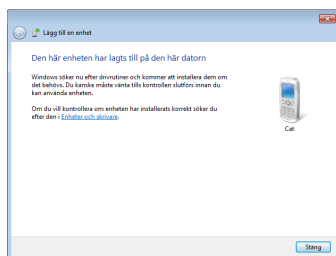 Lägg till en enhet
Den här enheten har lagts till på den här datorn
Windows söker nu efter drivrutiner och kommer att installera dem om
det behövs. Du kanske måste vänta tills kontrollen slutförs innan du
kan använda enheten.
Om du vill kontrollera om enheten har installerats korrekt söker du
efter den i Enheter och skrivare.
Cat
Stäng